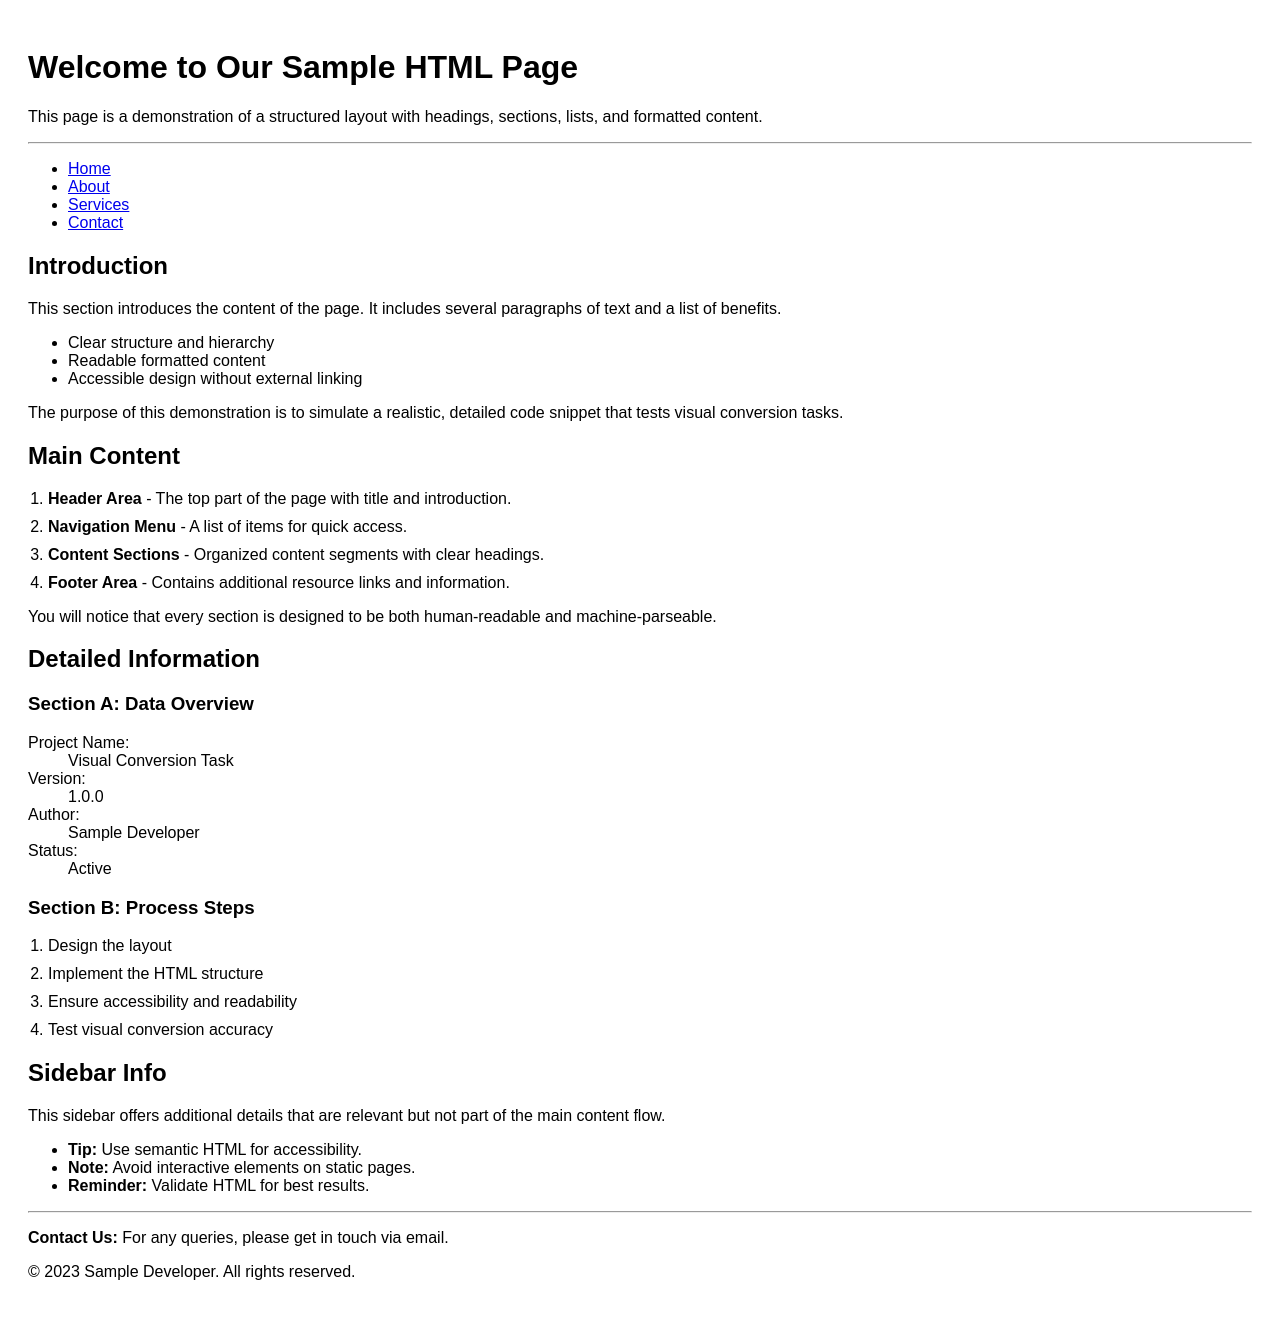 Welcome to Our Sample HTML Page
This page is a demonstration of a structured layout with headings, sections, lists, and formatted content.
• Home
• About
• Services
• Contact
Introduction
This section introduces the content of the page. It includes several paragraphs of text and a list of benefits.
• Clear structure and hierarchy
• Readable formatted content
• Accessible design without external linking
The purpose of this demonstration is to simulate a realistic, detailed code snippet that tests visual conversion tasks.
Main Content
1. Header Area - The top part of the page with title and introduction.
2. Navigation Menu - A list of items for quick access.
3. Content Sections - Organized content segments with clear headings.
4. Footer Area - Contains additional resource links and information.
You will notice that every section is designed to be both human-readable and machine-parseable.
Detailed Information
Section A: Data Overview
Project Name:
Visual Conversion Task
Version:
1.0.0
Author:
Sample Developer
Status:
Active
Section B: Process Steps
1. Design the layout
2. Implement the HTML structure
3. Ensure accessibility and readability
4. Test visual conversion accuracy
Sidebar Info
This sidebar offers additional details that are relevant but not part of the main content flow.
• Tip: Use semantic HTML for accessibility.
• Note: Avoid interactive elements on static pages.
• Reminder: Validate HTML for best results.
Contact Us: For any queries, please get in touch via email.
© 2023 Sample Developer. All rights reserved.